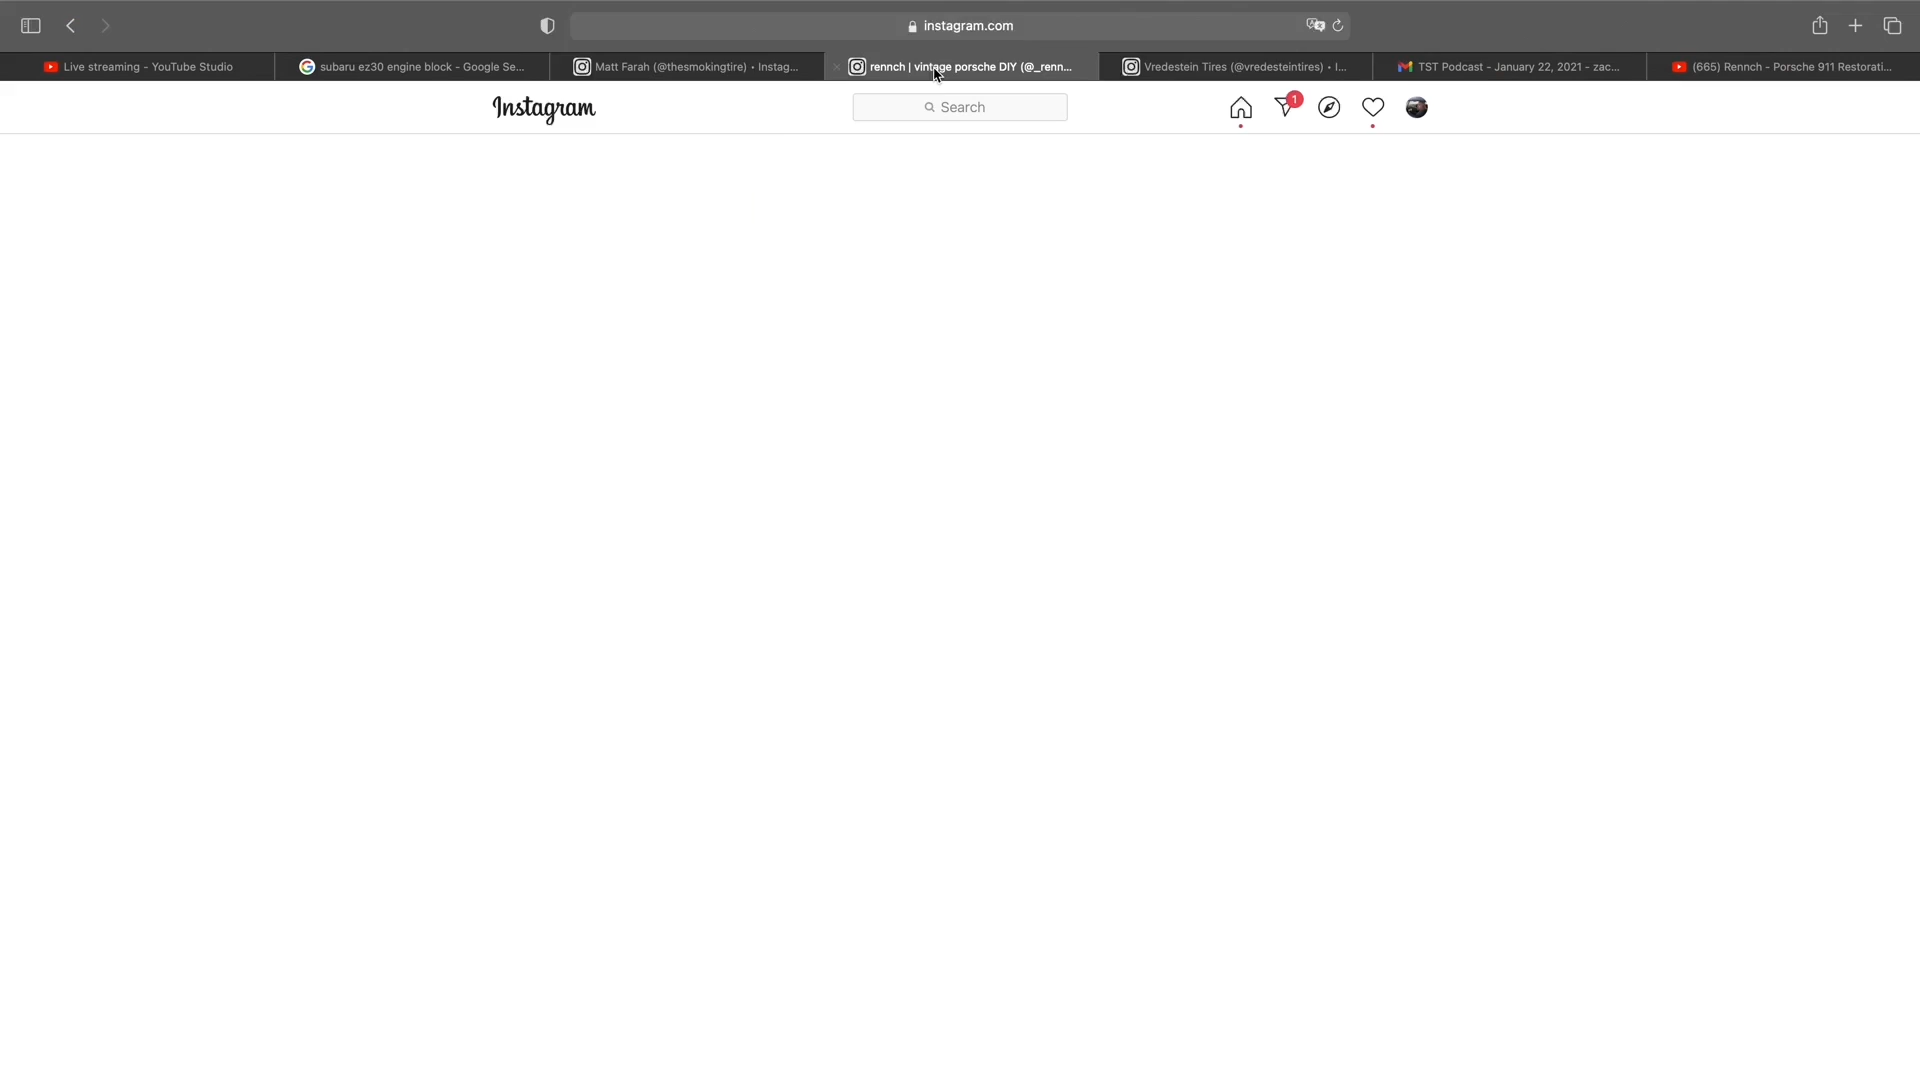 instagram.com
Live streaming - YouTube Studio
subaru ez30 engine block - Google Se...
Matt Farah (@thesmokingtire) • Instag...
rennch | vintage porsche DIY (@_renn...
Vredestein Tires (@vredesteintires) • I...
TST Podcast - January 22, 2021 - zac...
(665) Rennch - Porsche 911 Restorati...
Instagram
Search
1